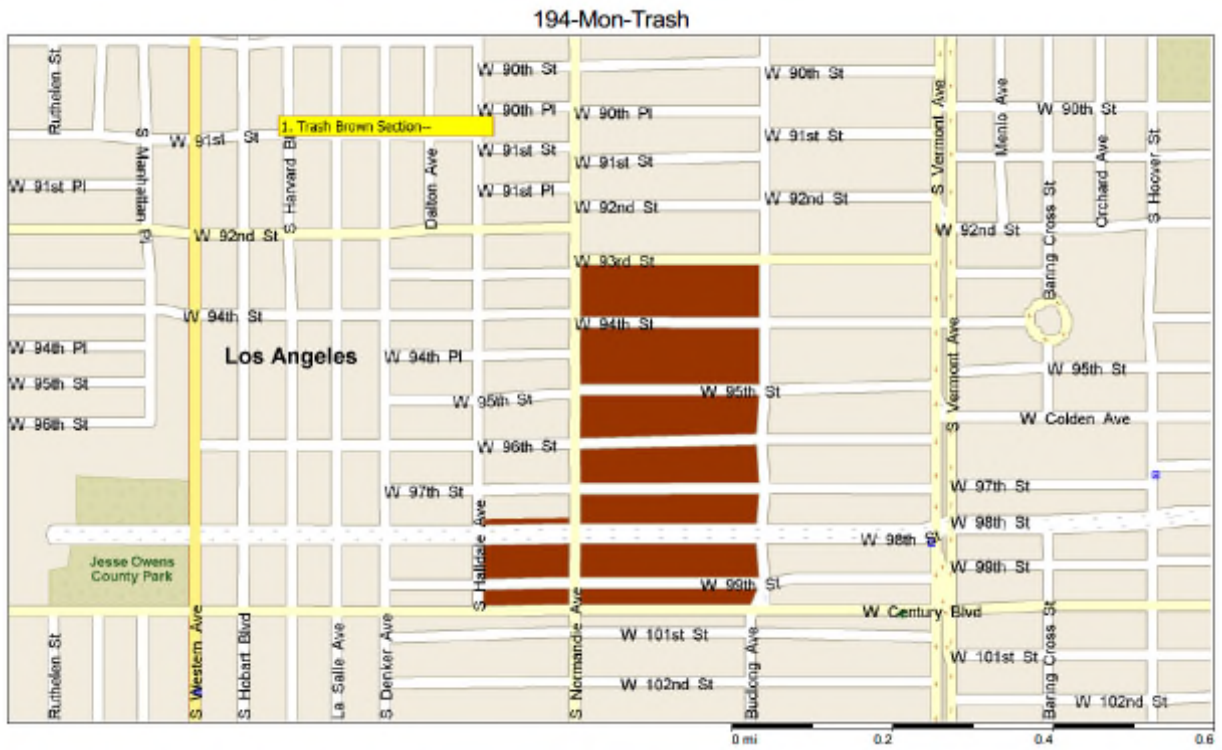 194-Mon-Trash
Ruthelen St
W 90th St
W 90th St
S Vermont Ave
Menlo Ave
W 90th St
W 90th Pl
W 90th Pl
Orchard Ave
S Hoover St
1. Trash Brown Section--
S Manhattan Pl
W 91st St
S Harvard Bl
Dalton Ave
W 91st St
W 91st St
W 91st St
W 91st Pl
W 91st Pl
W 92nd St
W 92nd St
W 92nd St
W 92nd St
Baring Cross St
W 93rd St
W 94th St
W 94th St
W 94th Pl
Los Angeles
W 94th Pl
S Vermont Ave
W 95th St
W 95th St
W 95th St
W 95th St
W 96th St
W Colden Ave
W 96th St
W 97th St
W 97th St
S Halldale Ave
W 98th St
W 98th St
Jesse Owens
County Park
W 99th St
W 99th St
W Century Blvd
Ruthelen St
S Western Ave
S Hobart Blvd
La Salle Ave
S Denker Ave
S Normandie Ave
W 101st St
Budlong Ave
W 101st St
Baring Cross St
W 102nd St
W 102nd St
0 mi
0.2
0.4
0.6